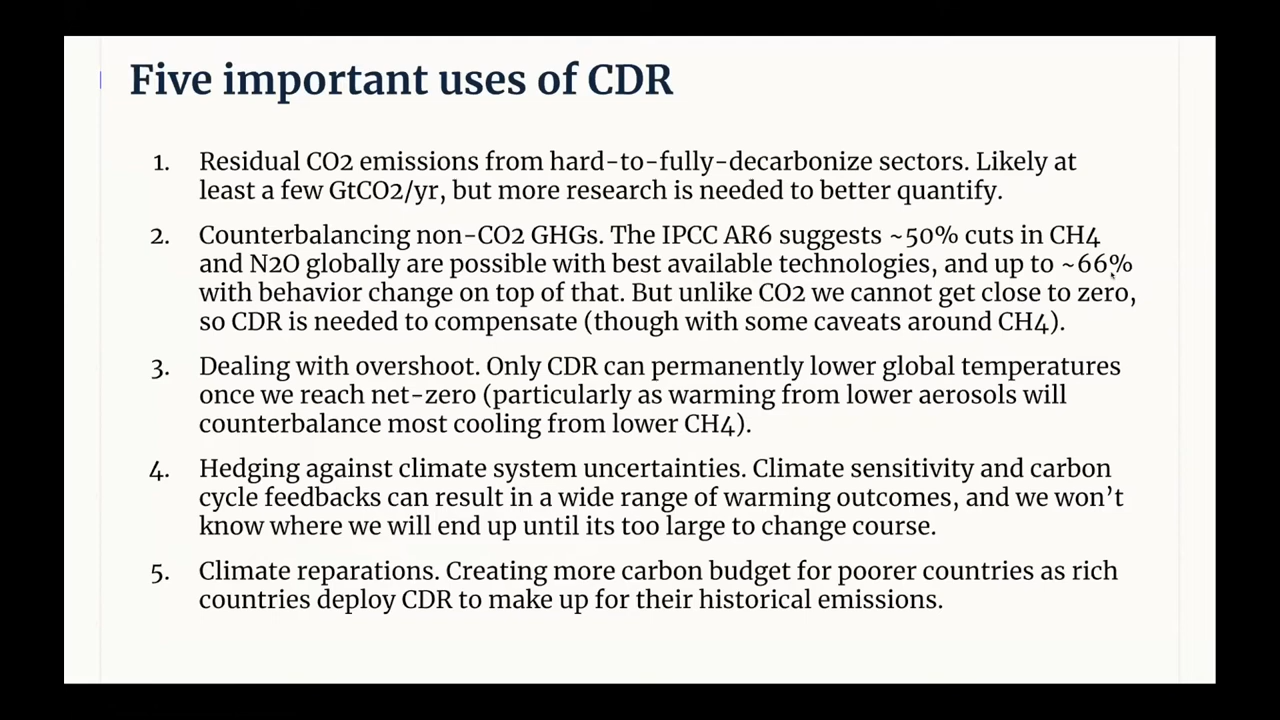 Five important uses of CDR
1. Residual CO2 emissions from hard-to-fully-decarbonize sectors. Likely at
least a few GtCO2/yr, but more research is needed to better quantify.
2. Counterbalancing non-CO2 GHGs. The IPCC AR6 suggests ~50% cuts in CH4
and N2O globally are possible with best available technologies, and up to ~66%
with behavior change on top of that. But unlike CO2 we cannot get close to zero,
so CDR is needed to compensate (though with some caveats around CH4).
3. Dealing with overshoot. Only CDR can permanently lower global temperatures
once we reach net-zero (particularly as warming from lower aerosols will
counterbalance most cooling from lower CH4).
4. Hedging against climate system uncertainties. Climate sensitivity and carbon
cycle feedbacks can result in a wide range of warming outcomes, and we won’t
know where we will end up until its too large to change course.
5. Climate reparations. Creating more carbon budget for poorer countries as rich
countries deploy CDR to make up for their historical emissions.